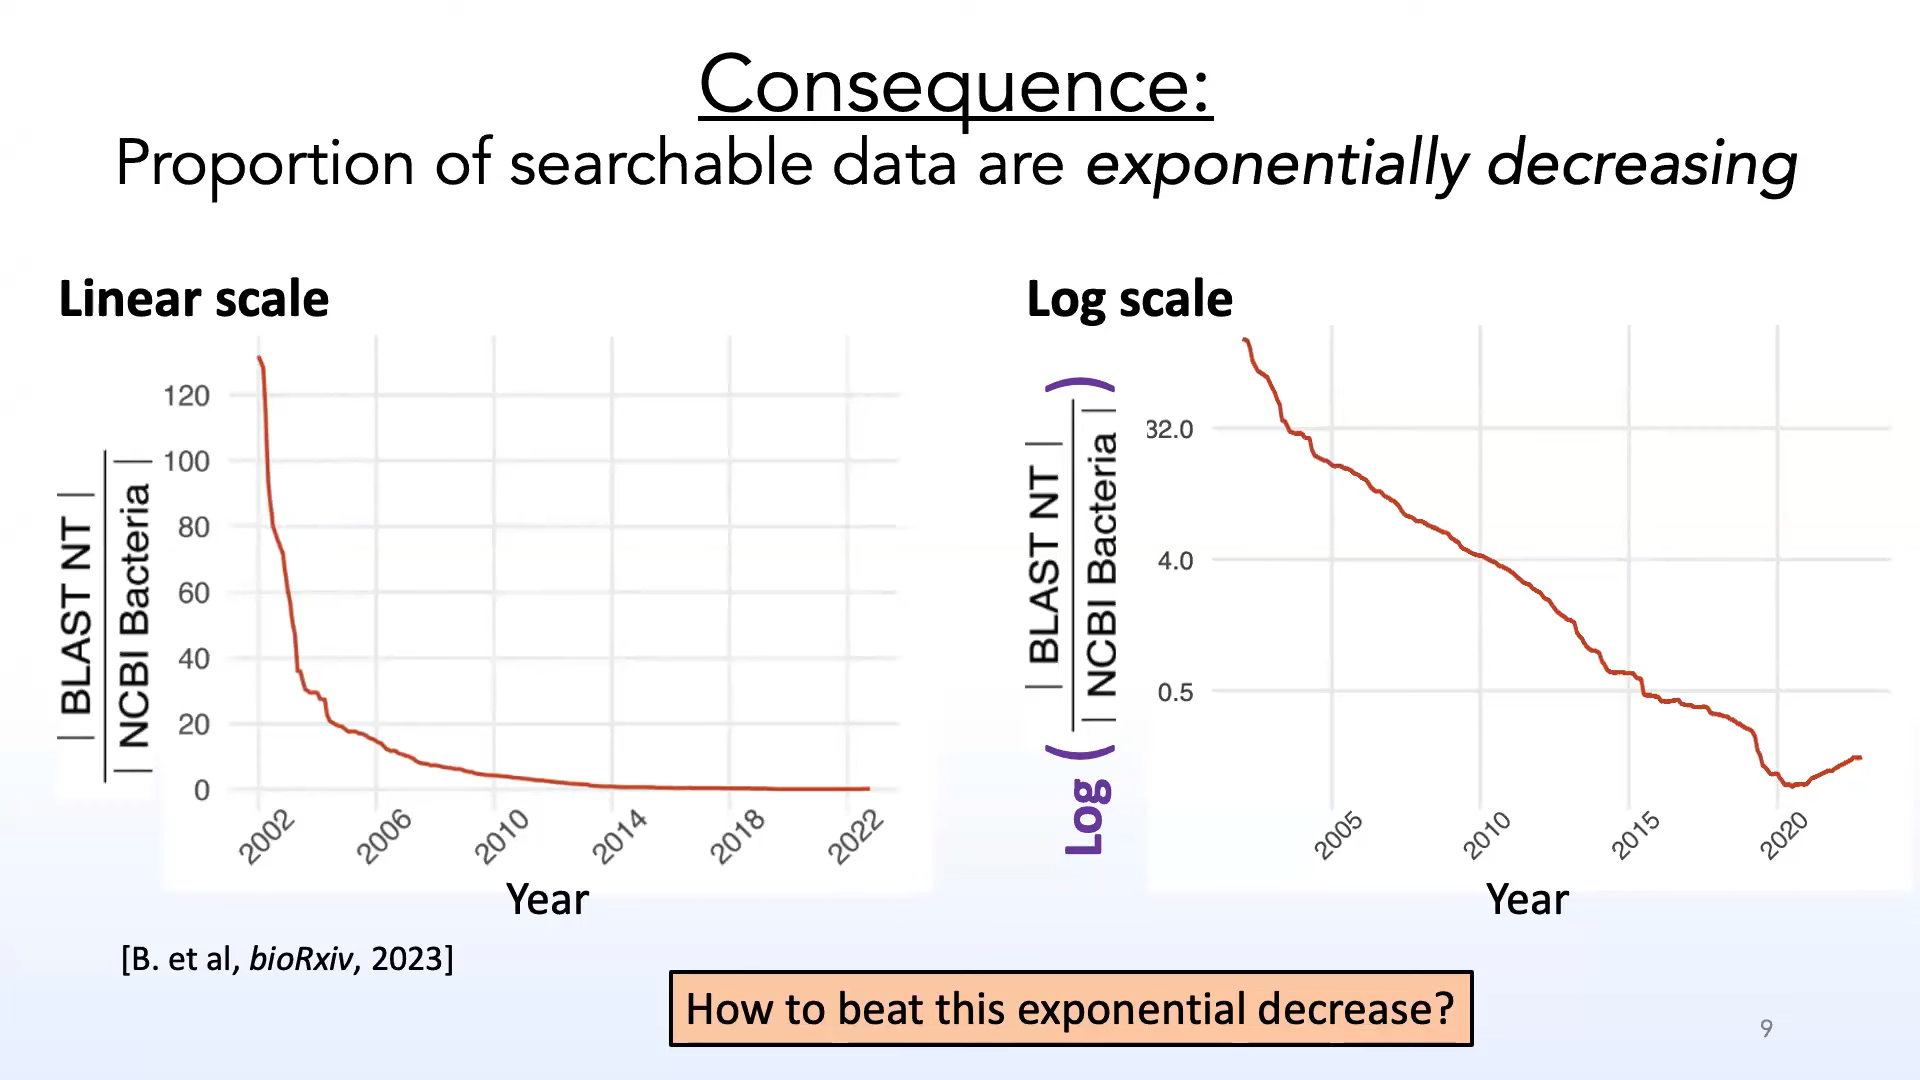 Consequence:
Proportion of searchable data are exponentially decreasing
Linear scale
| BLAST NT |
| NCBI Bacteria |
120
100
80
60
40
20
0
2002
2006
2010
2014
2018
2022
Year
Log scale
Log ( | BLAST NT |
| NCBI Bacteria | )
32.0
4.0
0.5
2005
2010
2015
2020
Year
[B. et al, bioRxiv, 2023]
How to beat this exponential decrease?
9